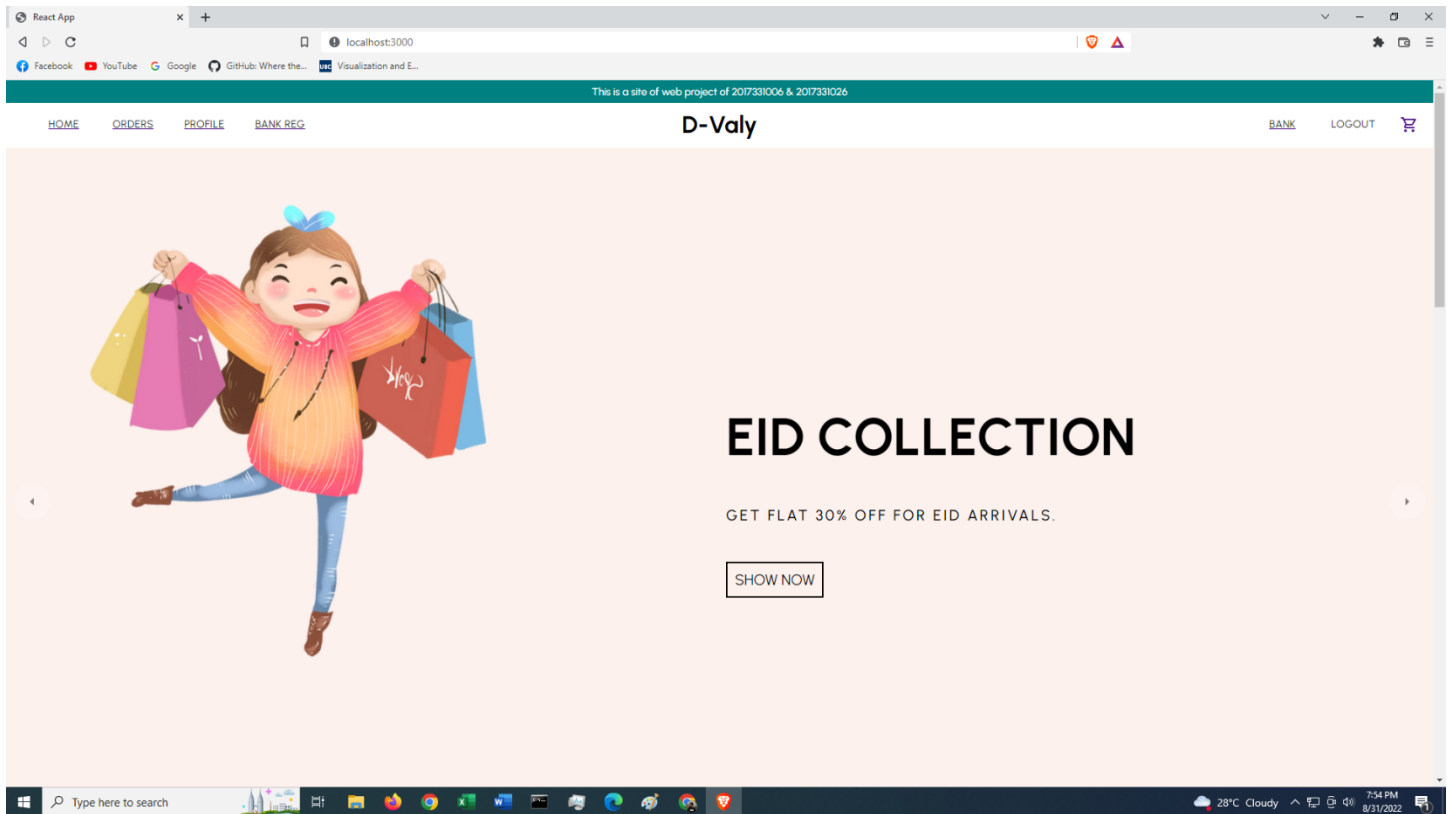 React App
localhost:3000
Facebook YouTube Google GitHub: Where the... UBC Visualization and E...
This is a site of web project of 2017331006 & 2017331026
HOME ORDERS PROFILE BANK REG D-Valy BANK LOGOUT
EID COLLECTION
GET FLAT 30% OFF FOR EID ARRIVALS.
SHOW NOW
Type here to search 28°C Cloudy 7:54 PM
8/31/2022